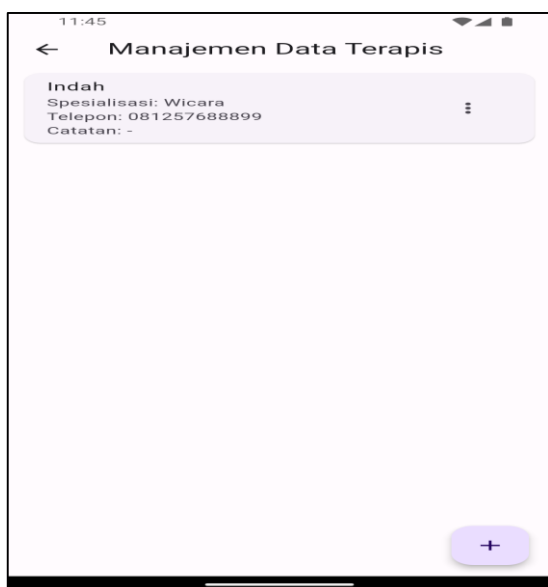 11:45
Manajemen Data Terapis
Indah
Spesialisasi: Wicara
Telepon: 081257688899
Catatan: -